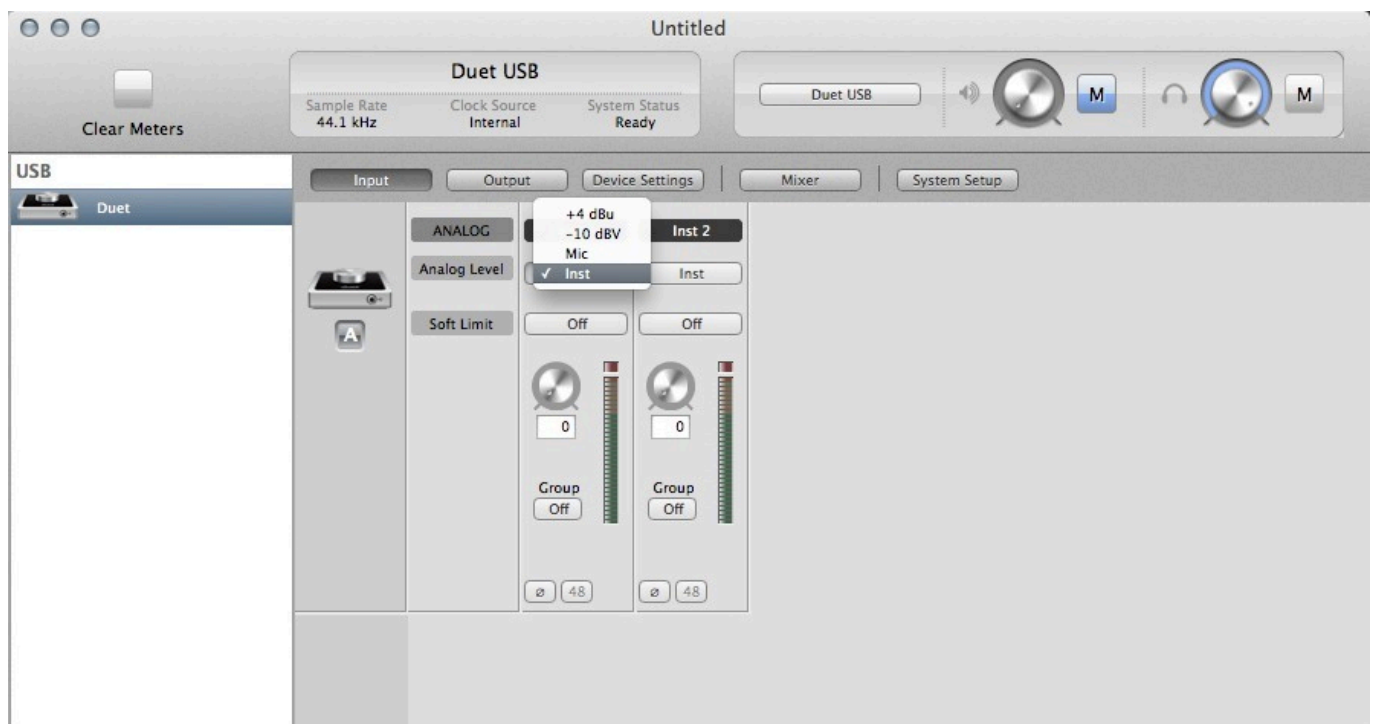 Untitled
Clear Meters
Duet USB
Sample Rate Clock Source System Status
44.1 kHz Internal Ready
Duet USB M M
USB
Duet
Input Output Device Settings Mixer System Setup
+4 dBu
-10 dBV
Mic
✓ Inst
ANALOG Inst 2
Analog Level Inst
Soft Limit Off Off
A
0 0
Group Group
Off Off
ø 48 ø 48